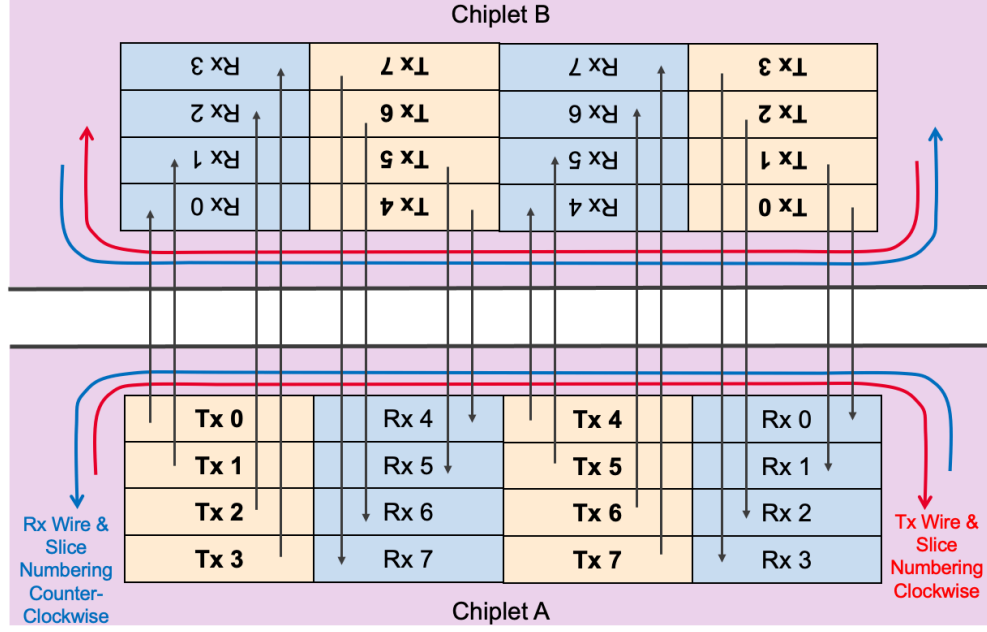 Chiplet B
Rx 3 Tx 7 Rx 7 Tx 3
Rx 2 Tx 6 Rx 6 Tx 2
Rx 1 Tx 5 Rx 5 Tx 1
Rx 0 Tx 4 Rx 4 Tx 0
Tx 0 Rx 4 Tx 4 Rx 0
Tx 1 Rx 5 Tx 5 Rx 1
Tx 2 Rx 6 Tx 6 Rx 2
Tx 3 Rx 7 Tx 7 Rx 3
Rx Wire &
Slice
Numbering
Counter-
Clockwise
Tx Wire &
Slice
Numbering
Clockwise
Chiplet A